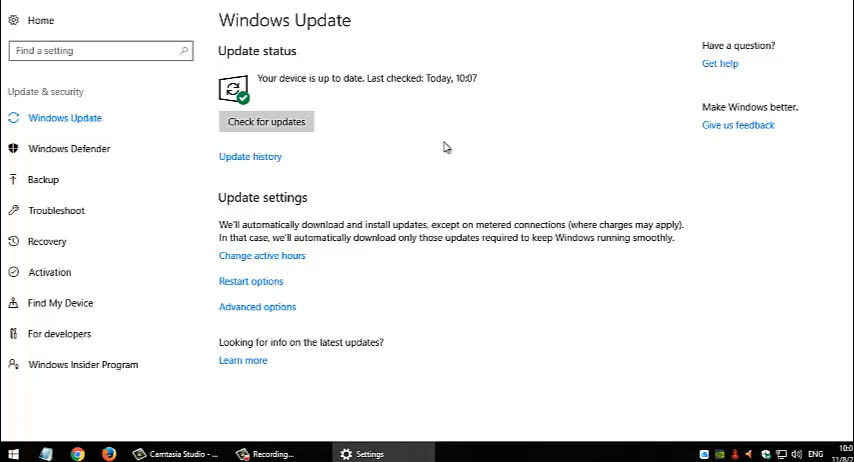 Home
Find a setting
Update & security
Windows Update
Windows Defender
Backup
Troubleshoot
Recovery
Activation
Find My Device
For developers
Windows Insider Program
Windows Update
Update status
Your device is up to date. Last checked: Today, 10:07
Check for updates
Update history
Update settings
We'll automatically download and install updates, except on metered connections (where charges may apply).
In that case, we'll automatically download only those updates required to keep Windows running smoothly.
Change active hours
Restart options
Advanced options
Looking for info on the latest updates?
Learn more
Have a question?
Get help
Make Windows better.
Give us feedback
Camtasia Studio - ...
Recording...
Settings
ENG